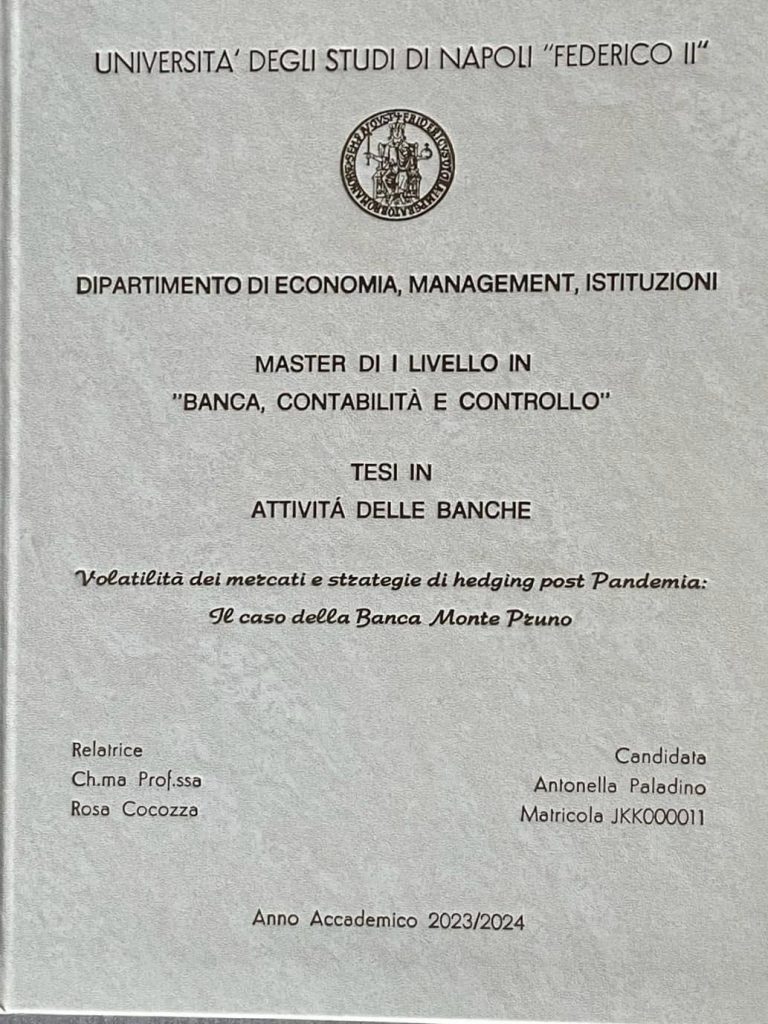 UNIVERSITA' DEGLI STUDI DI NAPOLI "FEDERICO II"
DIPARTIMENTO DI ECONOMIA, MANAGEMENT, ISTITUZIONI
MASTER DI I LIVELLO IN
"BANCA, CONTABILITÀ E CONTROLLO"
TESI IN
ATTIVITÁ DELLE BANCHE
Volatilità dei mercati e strategie di hedging post Pandemia:
Il caso della Banca Monte Pruno
Relatrice
Ch.ma Prof.ssa
Rosa Cocozza
Candidata
Antonella Paladino
Matricola JKK000011
Anno Accademico 2023/2024